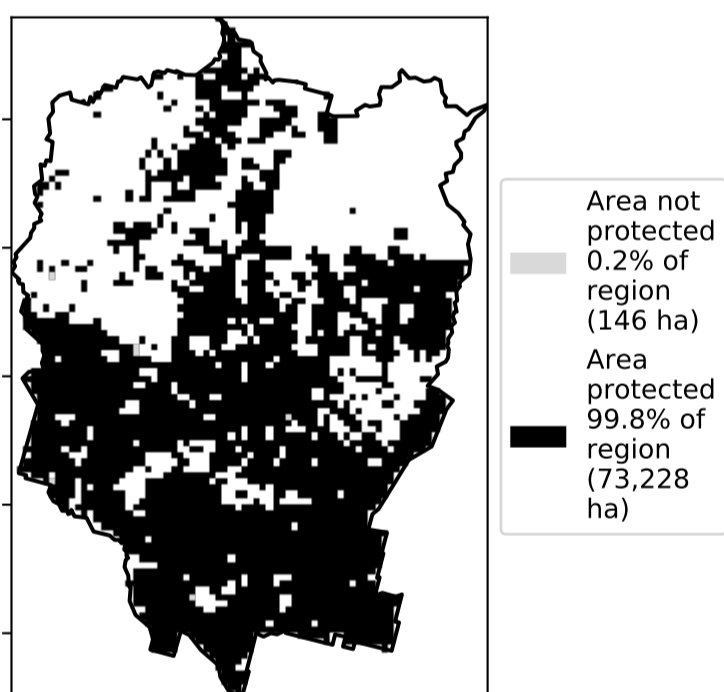 Area not
protected
0.2% of
region
(146 ha)
Area
protected
99.8% of
region
(73,228
ha)